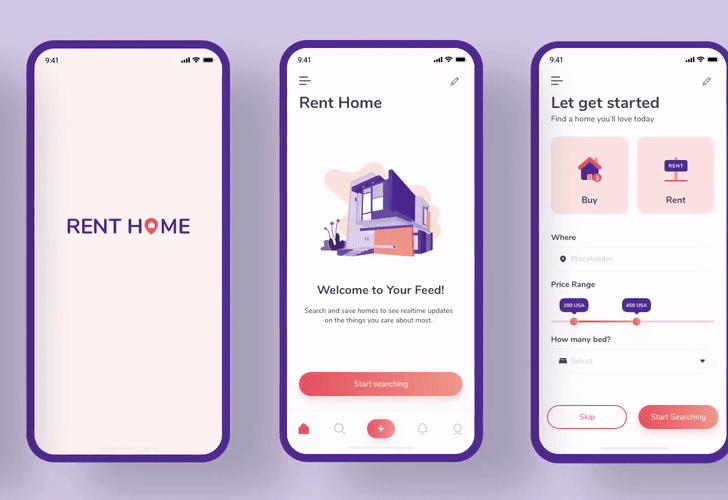 9:41
RENT HOME
9:41
Rent Home
Welcome to Your Feed!
Search and save homes to see realtime updates
on the things you care about most.
Start searching
9:41
Let get started
Find a home you'll love today
RENT
Buy
Rent
Where
Placeholder
Price Range
200 USA
450 USA
How many bed?
Select
Skip
Start Searching